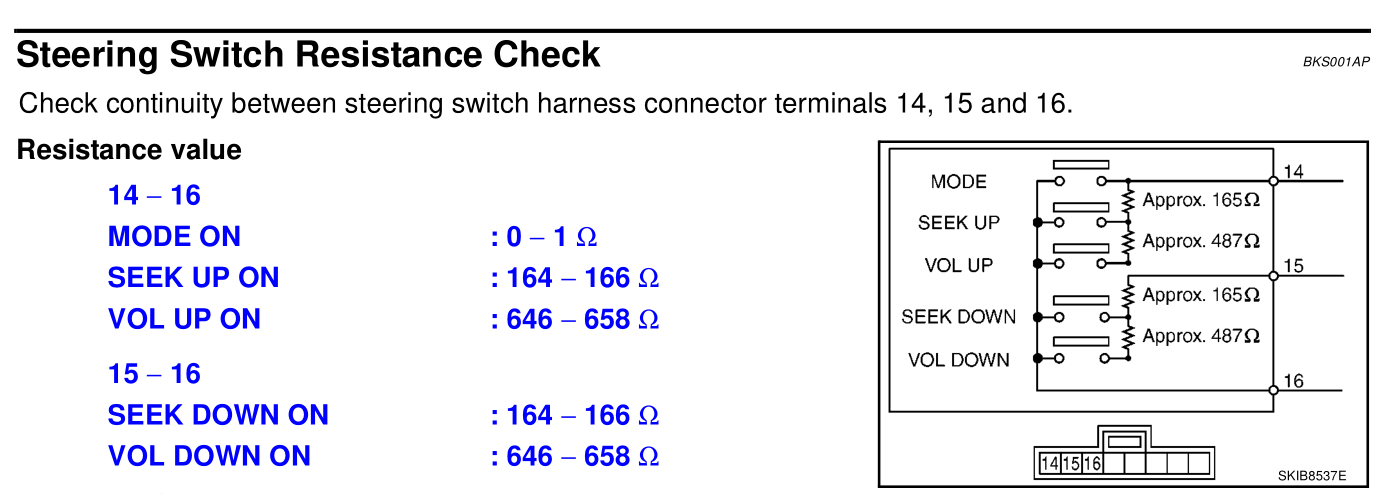 Steering Switch Resistance Check
BKS001AP
Check continuity between steering switch harness connector terminals 14, 15 and 16.
Resistance value
14 – 16
MODE ON : 0 – 1 Ω
SEEK UP ON : 164 – 166 Ω
VOL UP ON : 646 – 658 Ω
15 – 16
SEEK DOWN ON : 164 – 166 Ω
VOL DOWN ON : 646 – 658 Ω
MODE
14
Approx. 165Ω
SEEK UP
Approx. 487Ω
VOL UP
15
Approx. 165Ω
SEEK DOWN
Approx. 487Ω
VOL DOWN
16
14 15 16
SKIB8537E